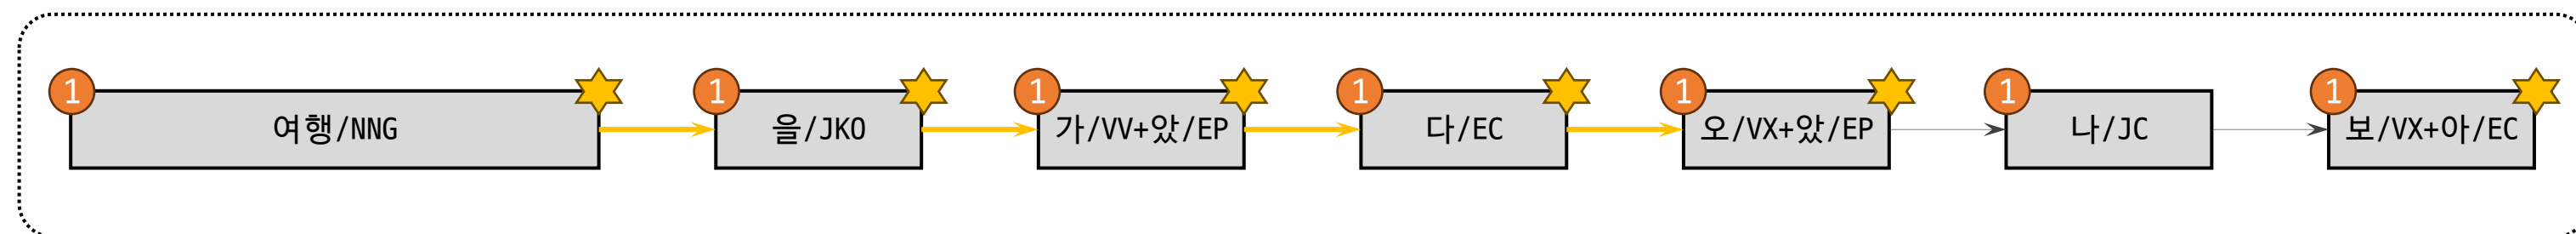 1 1 1 1 1 1 1
여행/NNG 을/JKO 가/VV+았/EP 다/EC 오/VX+았/EP 나/JC 보/VX+아/EC